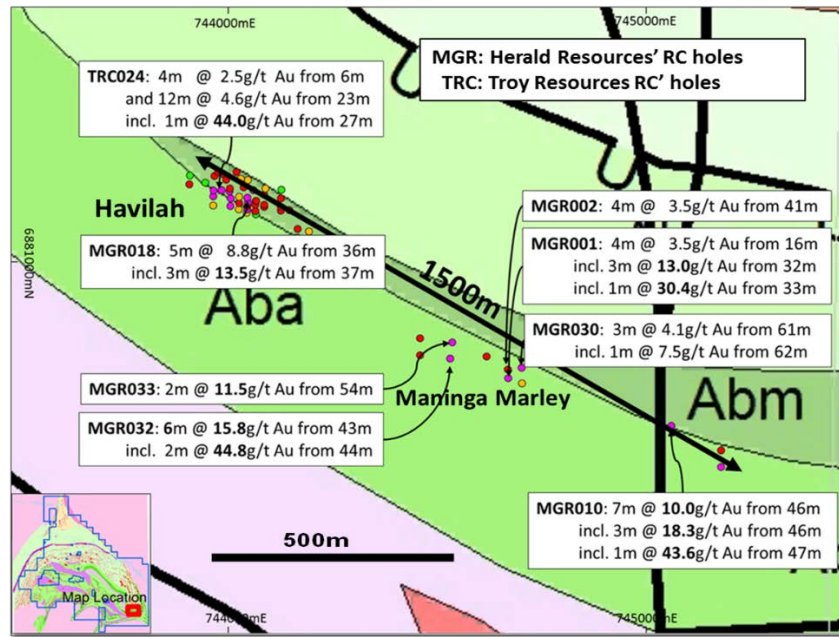 744000mE
745000mE
MGR: Herald Resources' RC holes
TRC: Troy Resources RC' holes
TRC024: 4m @ 2.5g/t Au from 6m
and 12m @ 4.6g/t Au from 23m
incl. 1m @ 44.0g/t Au from 27m
Havilah
MGR018: 5m @ 8.8g/t Au from 36m
incl. 3m @ 13.5g/t Au from 37m
6881000mN
Aba
1500m
MGR002: 4m @ 3.5g/t Au from 41m
MGR001: 4m @ 3.5g/t Au from 16m
incl. 3m @ 13.0g/t Au from 32m
incl. 1m @ 30.4g/t Au from 33m
MGR030: 3m @ 4.1g/t Au from 61m
incl. 1m @ 7.5g/t Au from 62m
MGR033: 2m @ 11.5g/t Au from 54m
Maninga Marley
Abm
MGR032: 6m @ 15.8g/t Au from 43m
incl. 2m @ 44.8g/t Au from 44m
MGR010: 7m @ 10.0g/t Au from 46m
incl. 3m @ 18.3g/t Au from 46m
incl. 1m @ 43.6g/t Au from 47m
500m
Map Location
744000mE
745000mE